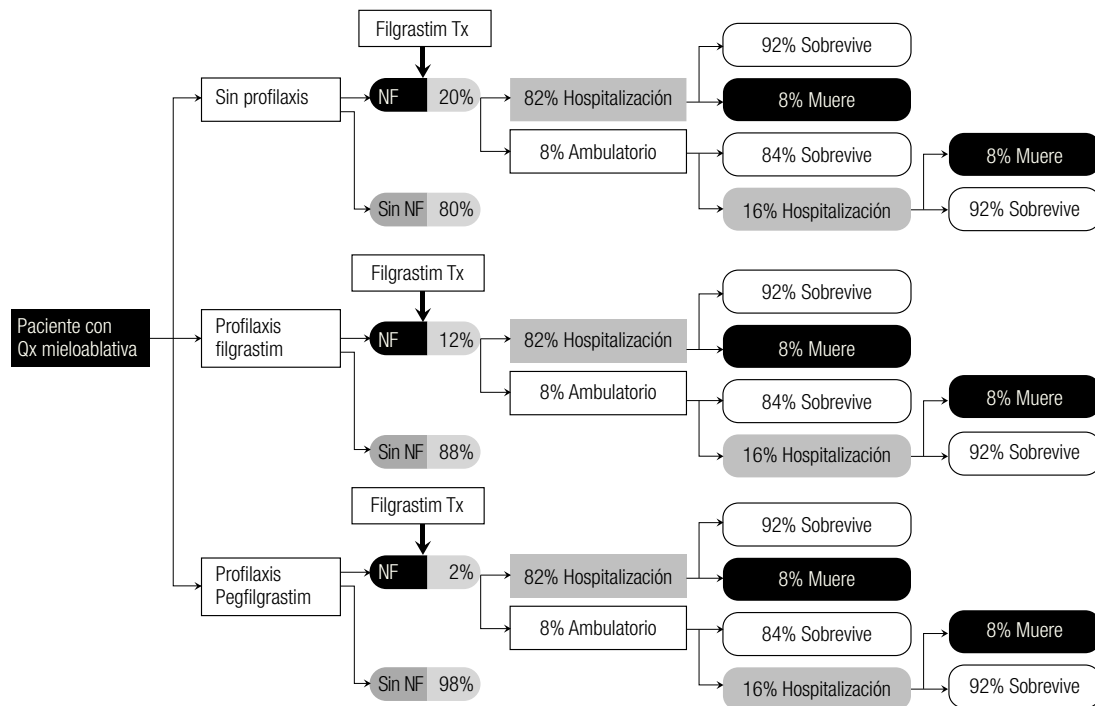 Paciente con
Qx mieloablativa
Sin profilaxis
Filgrastim Tx
NF 20%
Sin NF 80%
82% Hospitalización
8% Ambulatorio
92% Sobrevive
8% Muere
84% Sobrevive
16% Hospitalización
8% Muere
92% Sobrevive
Profilaxis
filgrastim
Filgrastim Tx
NF 12%
Sin NF 88%
82% Hospitalización
8% Ambulatorio
92% Sobrevive
8% Muere
84% Sobrevive
16% Hospitalización
8% Muere
92% Sobrevive
Profilaxis
Pegfilgrastim
Filgrastim Tx
NF 2%
Sin NF 98%
82% Hospitalización
8% Ambulatorio
92% Sobrevive
8% Muere
84% Sobrevive
16% Hospitalización
8% Muere
92% Sobrevive